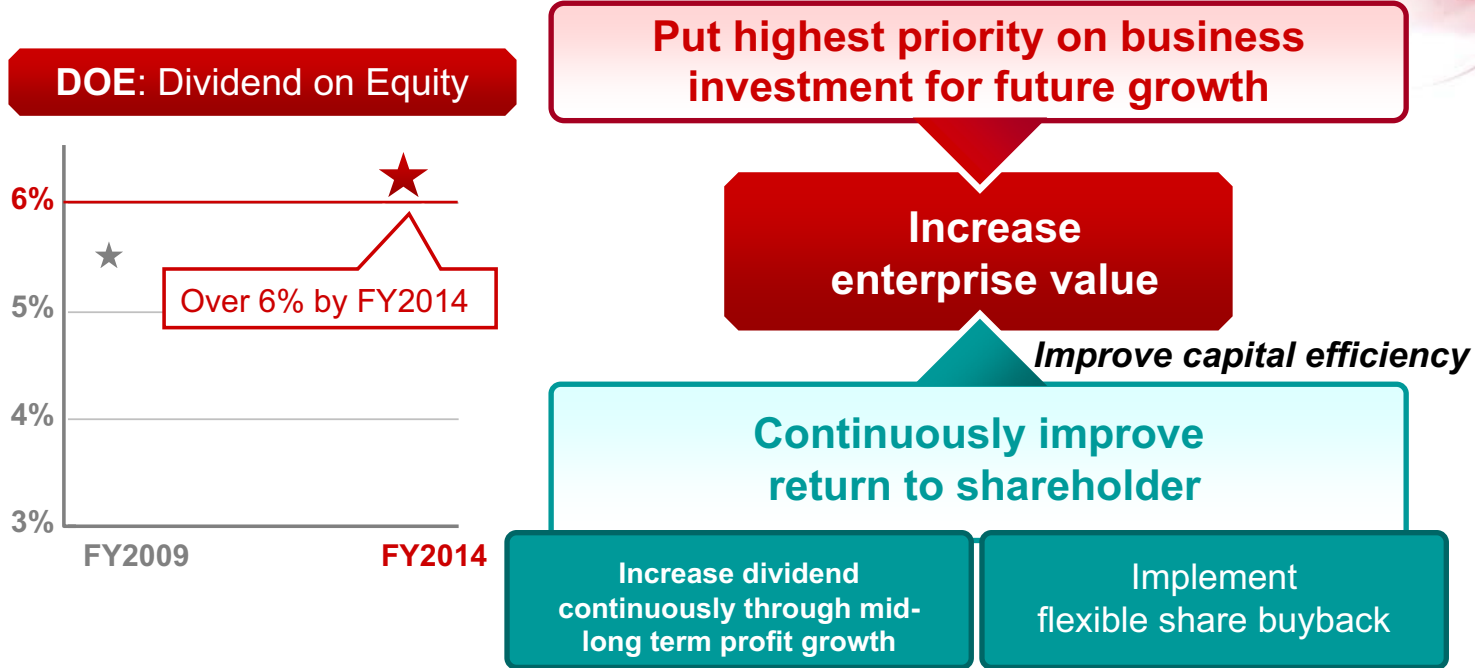 DOE: Dividend on Equity
6%
5%
4%
3%
Over 6% by FY2014
FY2009
FY2014
Put highest priority on business
investment for future growth
Increase
enterprise value
Improve capital efficiency
Continuously improve
return to shareholder
Increase dividend
continuously through mid-
long term profit growth
Implement
flexible share buyback